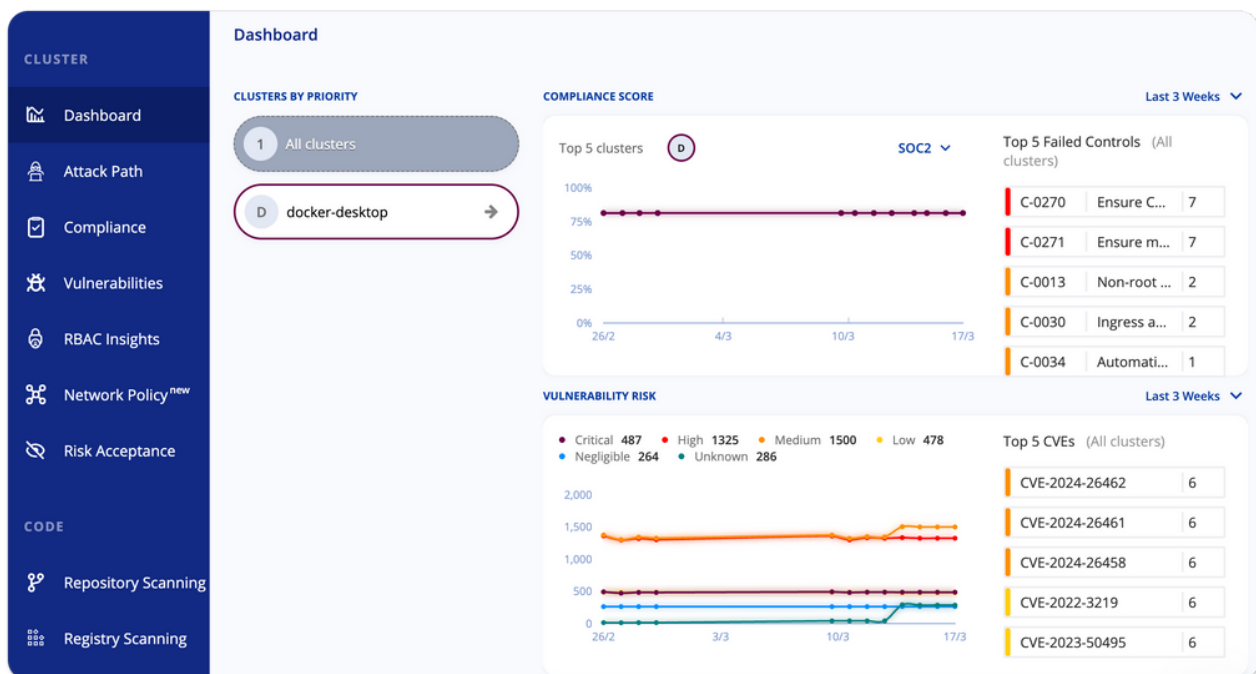 Dashboard
CLUSTER
Dashboard
Attack Path
Compliance
Vulnerabilities
RBAC Insights
Network Policy new
Risk Acceptance
CODE
Repository Scanning
Registry Scanning
CLUSTERS BY PRIORITY
1 All clusters
D docker-desktop
COMPLIANCE SCORE
Last 3 Weeks
Top 5 clusters D SOC2
100%
75%
50%
25%
0%
26/2 4/3 10/3 17/3
Top 5 Failed Controls (All
clusters)
C-0270 Ensure C... 7
C-0271 Ensure m... 7
C-0013 Non-root ... 2
C-0030 Ingress a... 2
C-0034 Automati... 1
VULNERABILITY RISK
Last 3 Weeks
Critical 487 High 1325 Medium 1500 Low 478
Negligible 264 Unknown 286
2,000
1,500
1,000
500
0
26/2 3/3 10/3 17/3
Top 5 CVEs (All clusters)
CVE-2024-26462 6
CVE-2024-26461 6
CVE-2024-26458 6
CVE-2022-3219 6
CVE-2023-50495 6